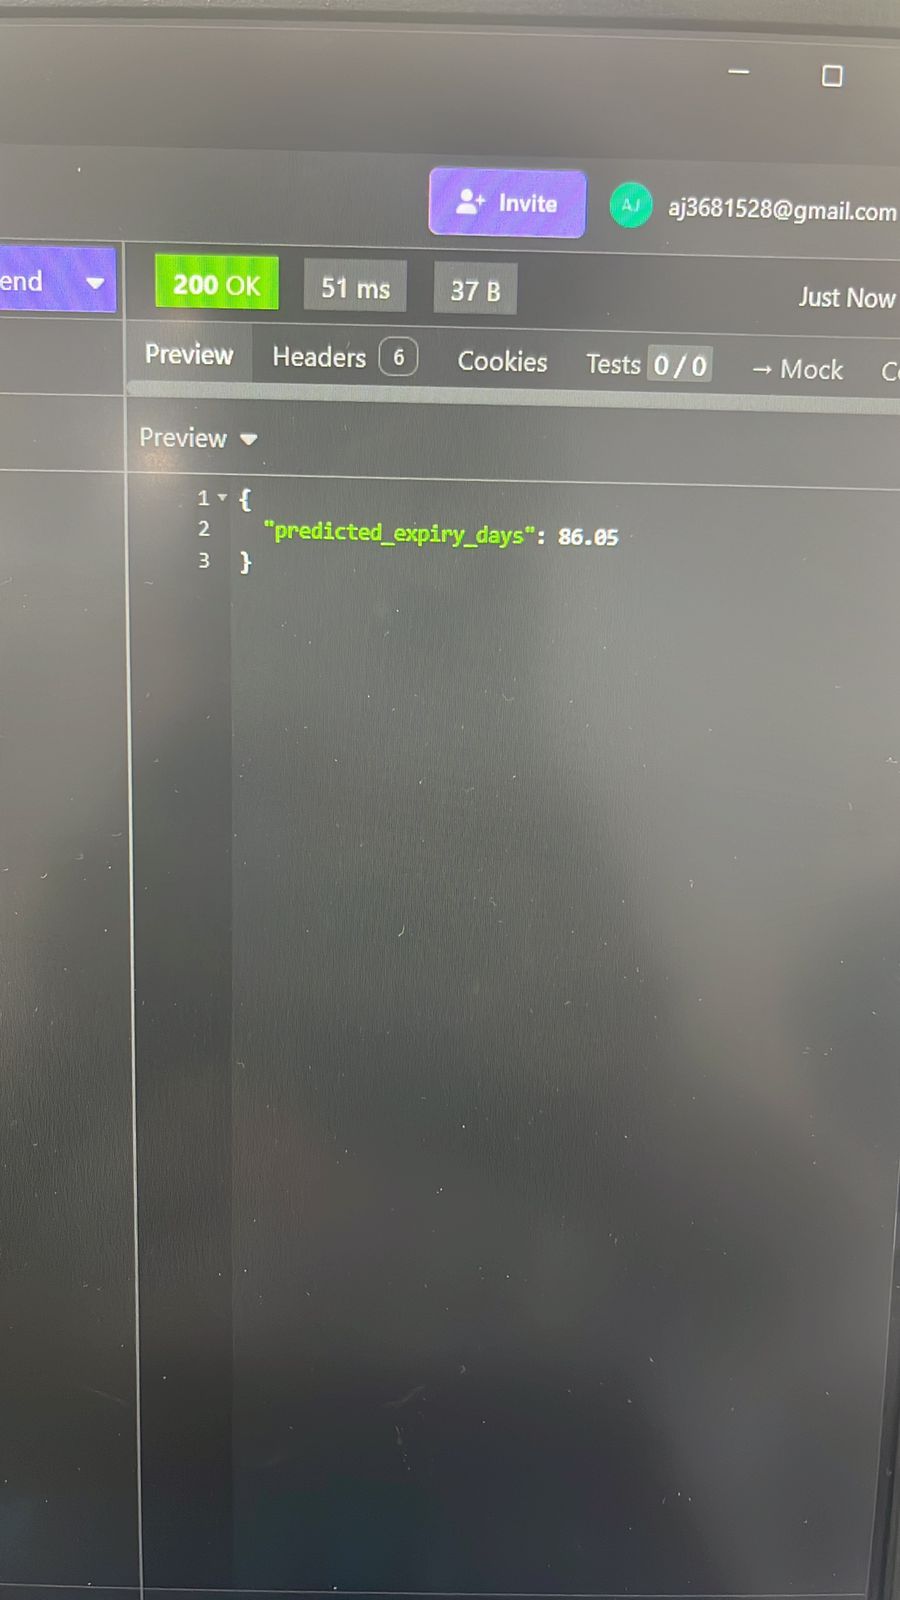 Invite
AJ aj3681528@gmail.com
end 200 OK 51 ms 37 B Just Now
Preview Headers 6 Cookies Tests 0 / 0 → Mock
Preview
1 {
2 "predicted_expiry_days": 86.05
3 }